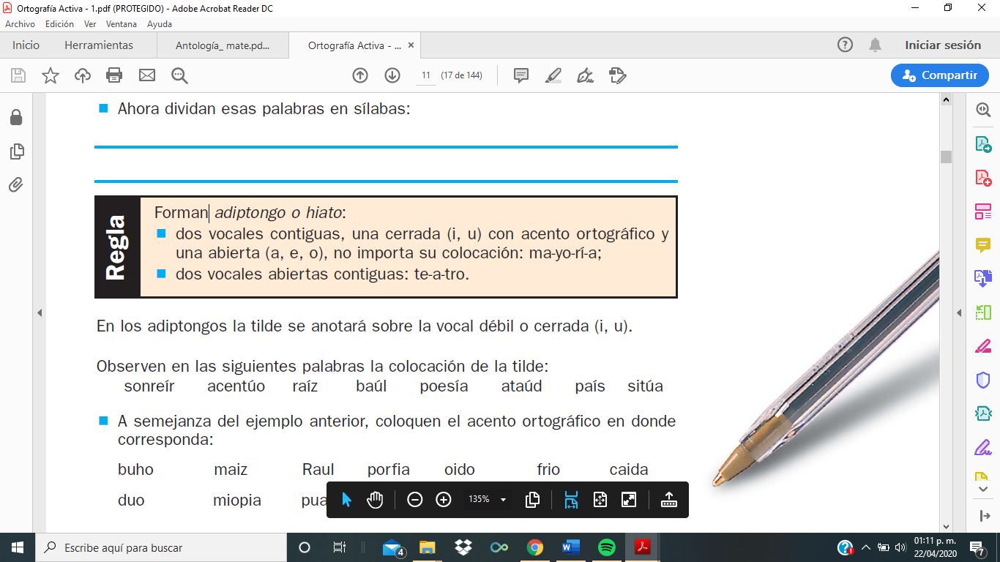 Ortografía Activa - 1.pdf (PROTEGIDO) - Adobe Acrobat Reader DC
Archivo Edición Ver Ventana Ayuda
Inicio Herramientas Antología_ mate.pd... Ortografía Activa - ... × Iniciar sesión
11 (17 de 144) Compartir
Ahora dividan esas palabras en sílabas:
Regla
Forman adiptongo o hiato:
dos vocales contiguas, una cerrada (i, u) con acento ortográfico y
una abierta (a, e, o), no importa su colocación: ma-yo-rí-a;
dos vocales abiertas contiguas: te-a-tro.
En los adiptongos la tilde se anotará sobre la vocal débil o cerrada (i, u).
Observen en las siguientes palabras la colocación de la tilde:
sonreír acentúo raíz baúl poesía ataúd país sitúa
A semejanza del ejemplo anterior, coloquen el acento ortográfico en donde
corresponda:
buho maiz Raul porfia oido frio caida
duo miopia pua
135%
Escribe aquí para buscar
4
01:11 p. m.
22/04/2020
7